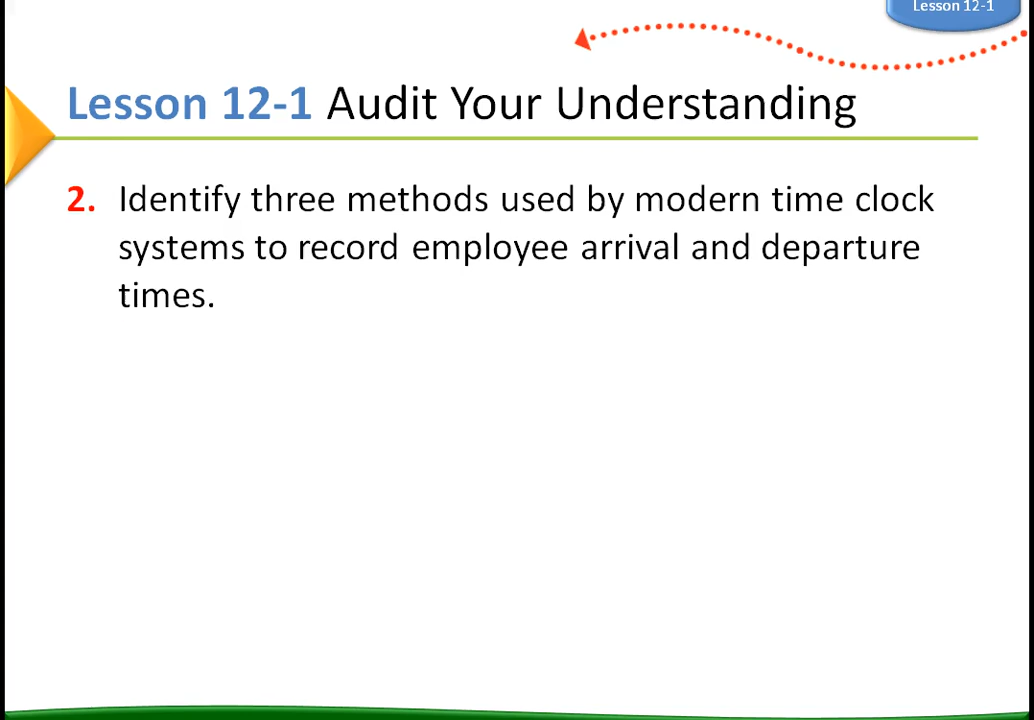 Lesson 12-1
Lesson 12-1 Audit Your Understanding
2. Identify three methods used by modern time clock
systems to record employee arrival and departure
times.